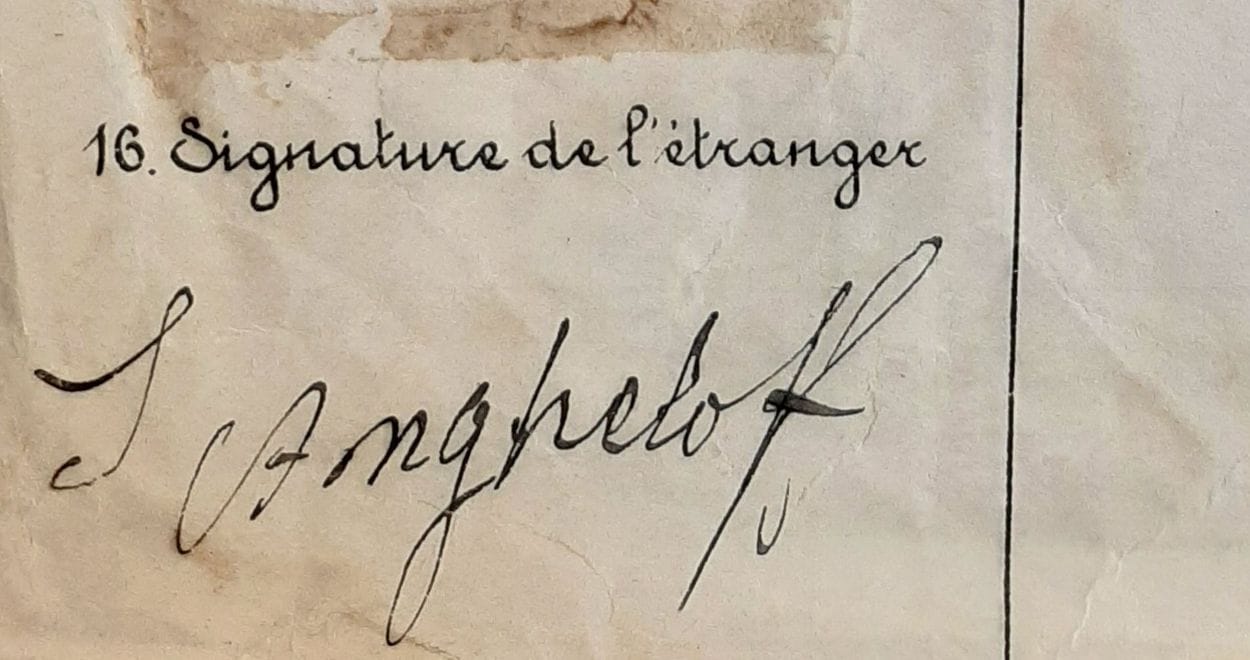 16. Signature de l'étranger
I Angheloff